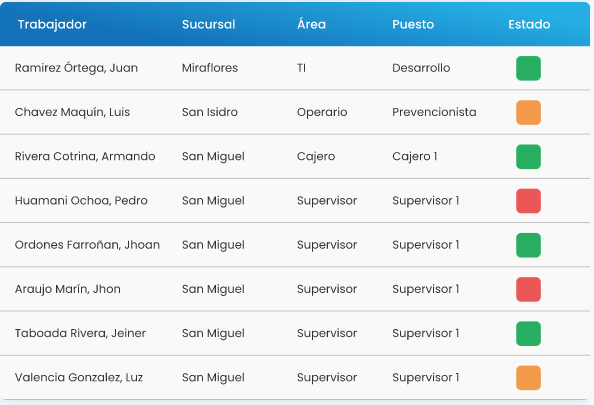 Trabajador Sucursal Área Puesto Estado
Ramirez Órtega, Juan Miraflores TI Desarrollo
Chavez Maquín, Luis San Isidro Operario Prevencionista
Rivera Cotrina, Armando San Miguel Cajero Cajero 1
Huamani Ochoa, Pedro San Miguel Supervisor Supervisor 1
Ordones Farroñan, Jhoan San Miguel Supervisor Supervisor 1
Araujo Marín, Jhon San Miguel Supervisor Supervisor 1
Taboada Rivera, Jeiner San Miguel Supervisor Supervisor 1
Valencia Gonzalez, Luz San Miguel Supervisor Supervisor 1